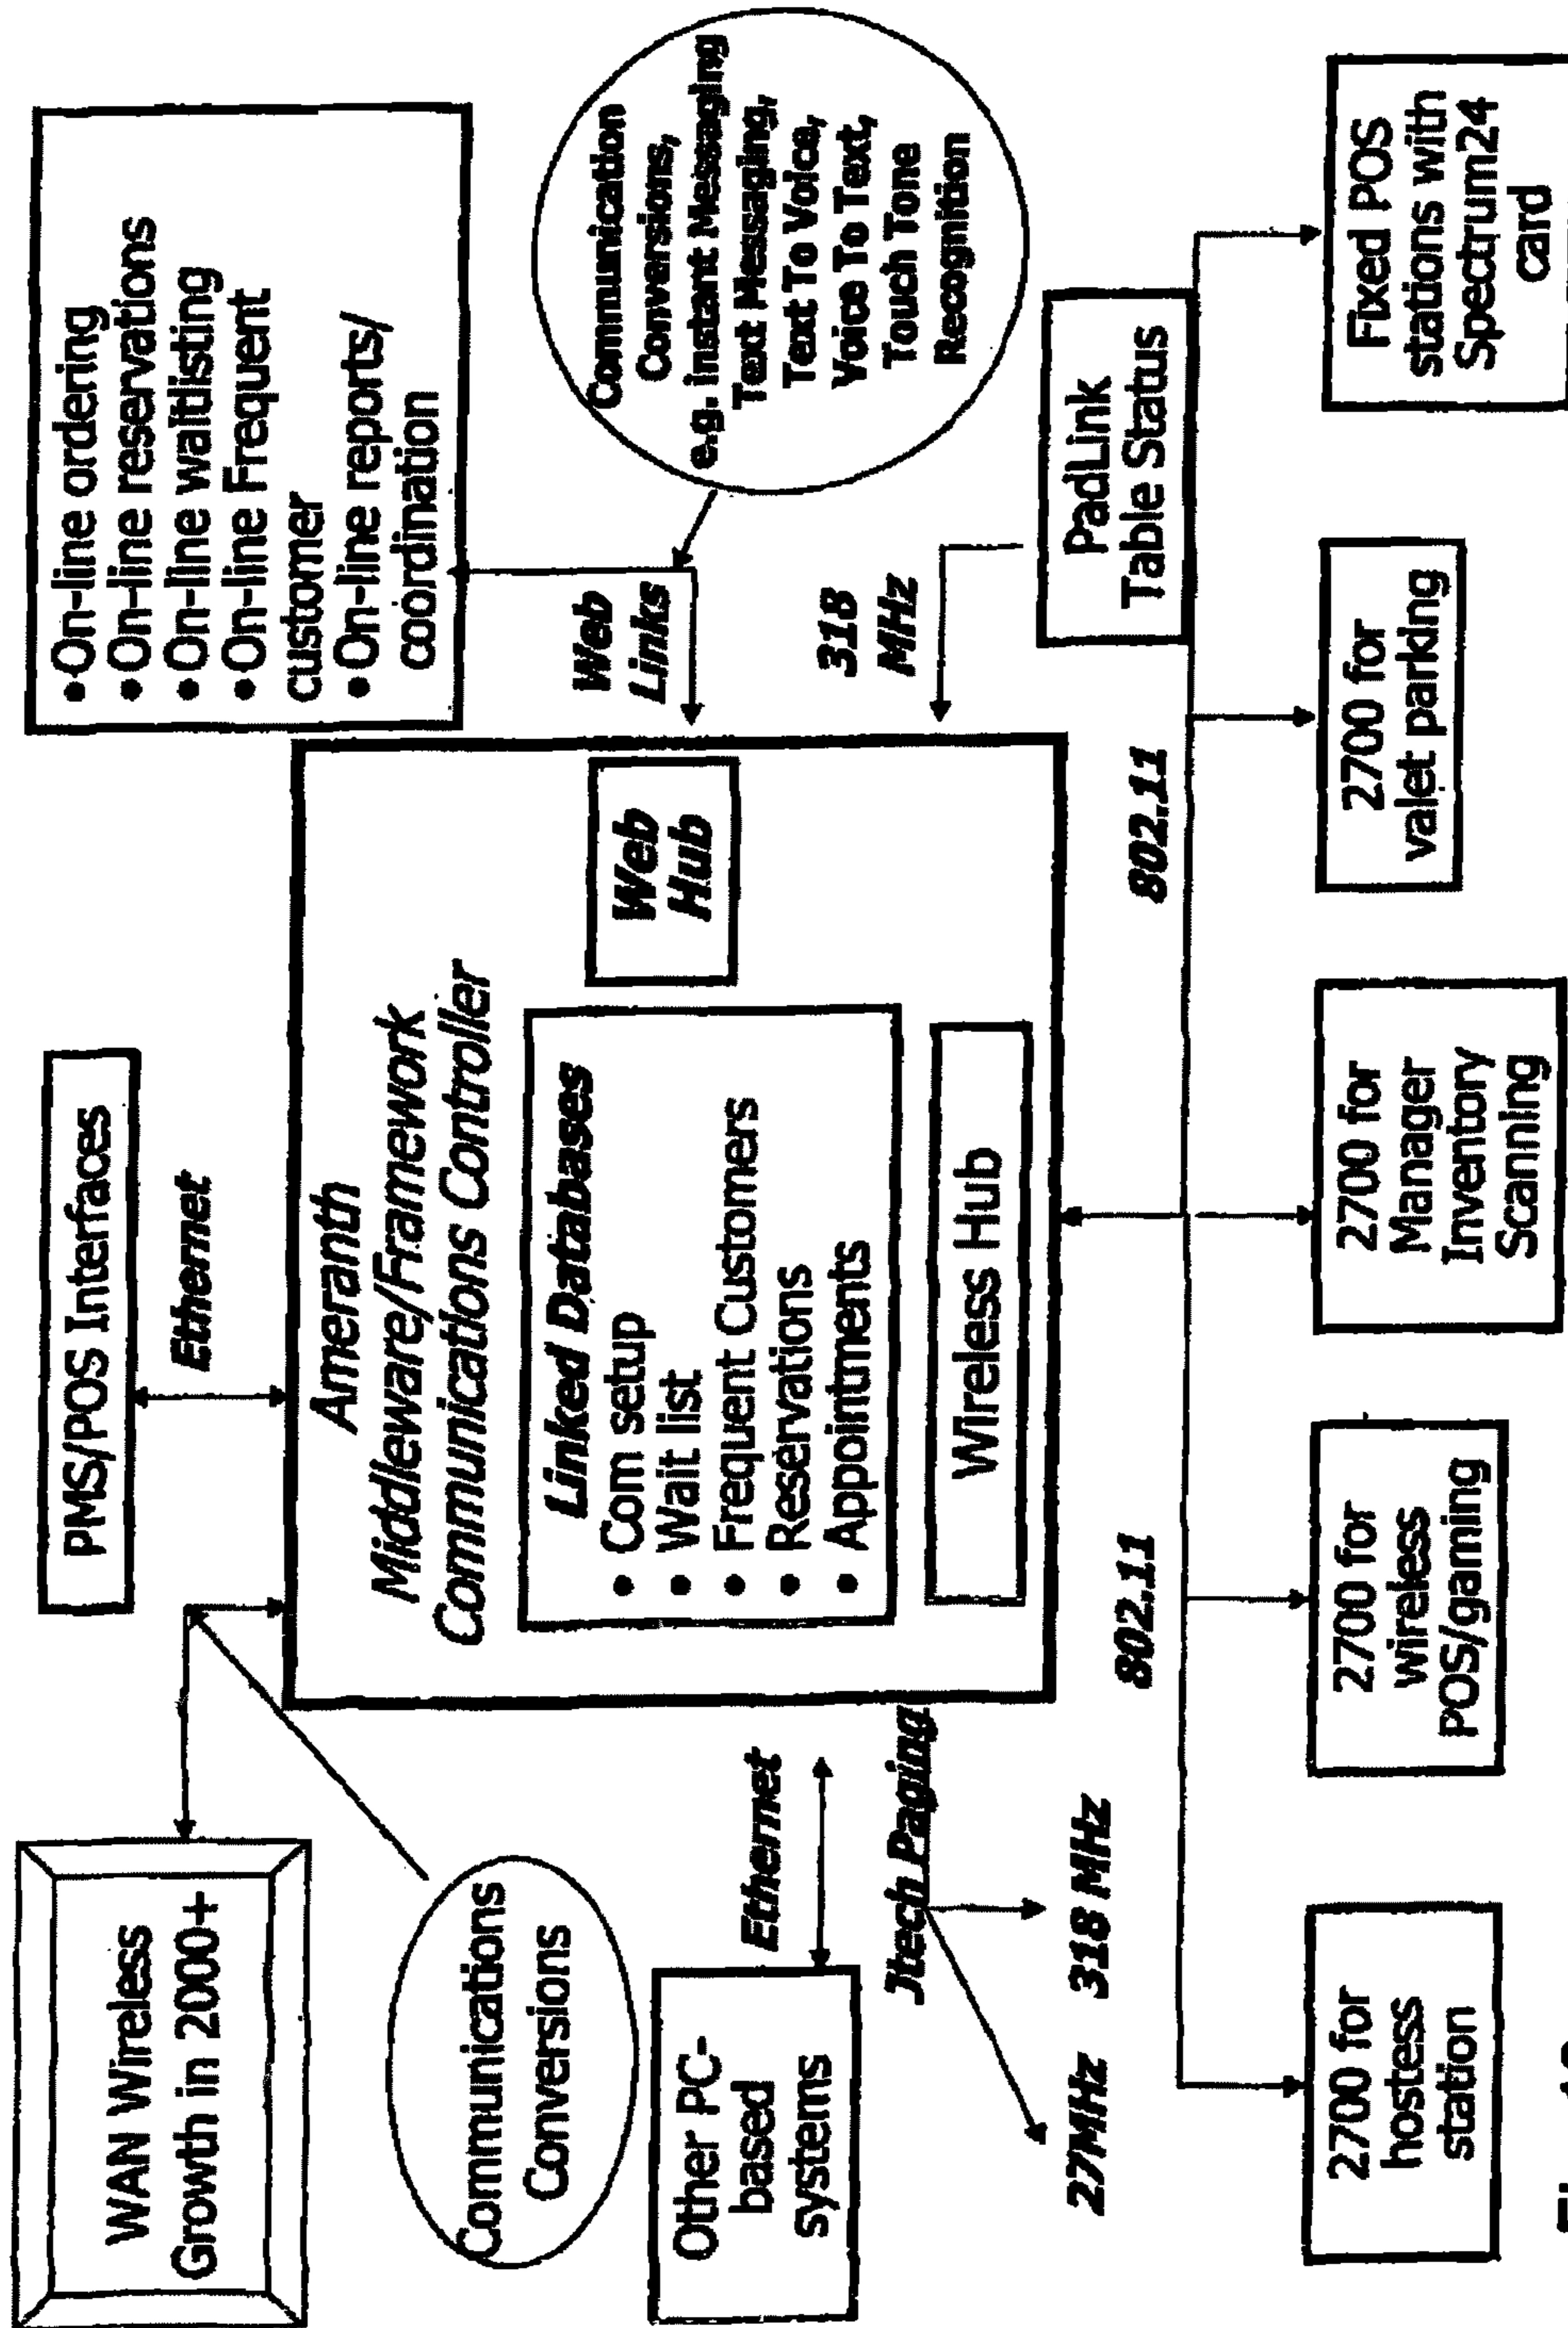 WAN Wireless
Growth in 2000+
PMS/POS Interfaces
• On-line ordering
• On-line reservations
• On-line waitlisting
• On-line Frequent
customer
• On-line reports/
coordination
Ethernet
Communications
Conversions
Ameranth
Middleware/Framework
Communications Controller
Linked Databases
• Com setup
• Wait list
• Frequent Customers
• Reservations
• Appointments
Web
Hub
Wireless Hub
Web
Links
Communication
Conversions,
e.g. instant Messaging
Text Messaging,
Text To Voice,
Voice To Text,
Touch Tone
Recognition
Other PC-
based
systems
Ethernet
Jtech Paging
27MHz
318 MHz
318
MHz
PadLink
Table Status
802.11
802.11
2700 for
hostess
station
2700 for
wireless
POS/gaming
2700 for
Manager
Inventory
Scanning
2700 for
valet parking
Fixed POS
stations with
Spectrum24
card